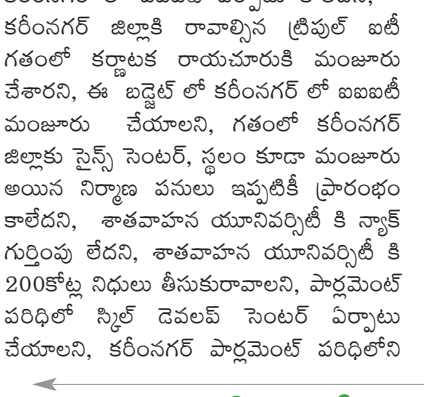 కరీంనగర్ జిల్లాకి రావాల్సిన ట్రిపుల్ ఐటీ
గతంలో కర్ణాటక రాయచూరుకి మంజూరు
చేశారని, ఈ బడ్జెట్ లో కరీంనగర్ లో ఐఐఐటీ
మంజూరు చేయాలని, గతంలో కరీంనగర్
జిల్లాకు సైన్స్ సెంటర్, స్థలం కూడా మంజూరు
అయిన నిర్మాణ పనులు ఇప్పటికీ ప్రారంభం
కాలేదని, శాతవాహన యూనివర్సిటీ కి న్యాక్
గుర్తింపు లేదని, శాతవాహన యూనివర్సిటీ కి
200కోట్ల నిధులు తీసుకురావాలని, పార్లమెంట్
పరిధిలో స్కిల్ డెవలప్ సెంటర్ ఏర్పాటు
చేయాలని, కరీంనగర్ పార్లమెంట్ పరిధిలోని